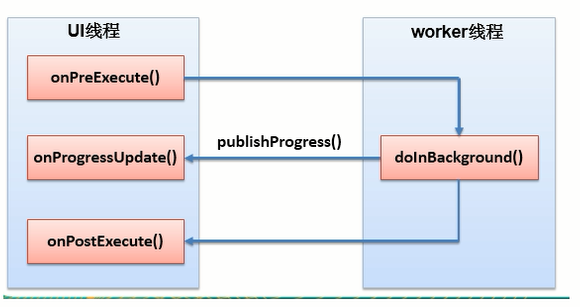 UI线程
worker线程
onPreExecute()
publishProgress()
onProgressUpdate()
doInBackground()
onPostExecute()